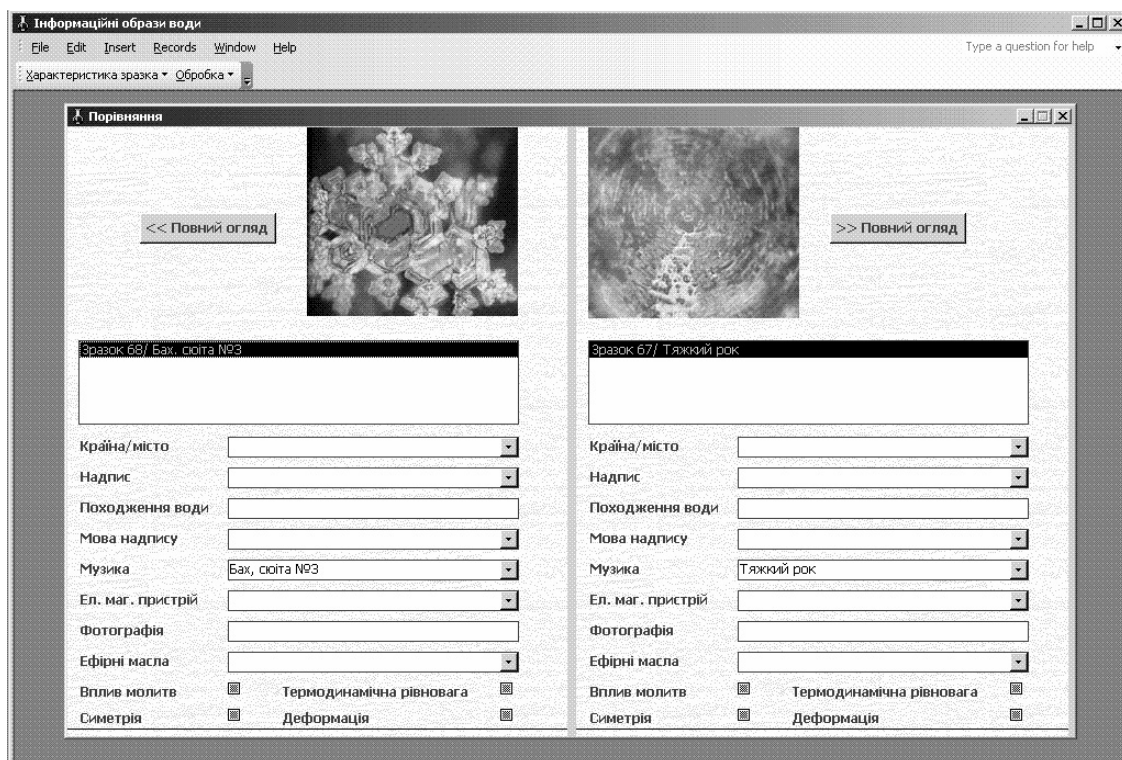 Інформаційні образи води
File Edit Insert Records Window Help Type a question for help
Характеристика зразка Обробка
Порівняння
<< Повний огляд >> Повний огляд
Зразок 68/ Бах. сюїта №3 Зразок 67/ Тяжкий рок
Країна/місто Країна/місто
Надпис Надпис
Походження води Походження води
Мова надпису Мова надпису
Музика Бах, сюїта №3 Музика Тяжкий рок
Ел. маг. пристрій Ел. маг. пристрій
Фотографія Фотографія
Ефірні масла Ефірні масла
Вплив молитв Термодинамічна рівновага Вплив молитв Термодинамічна рівновага
Симетрія Деформація Симетрія Деформація